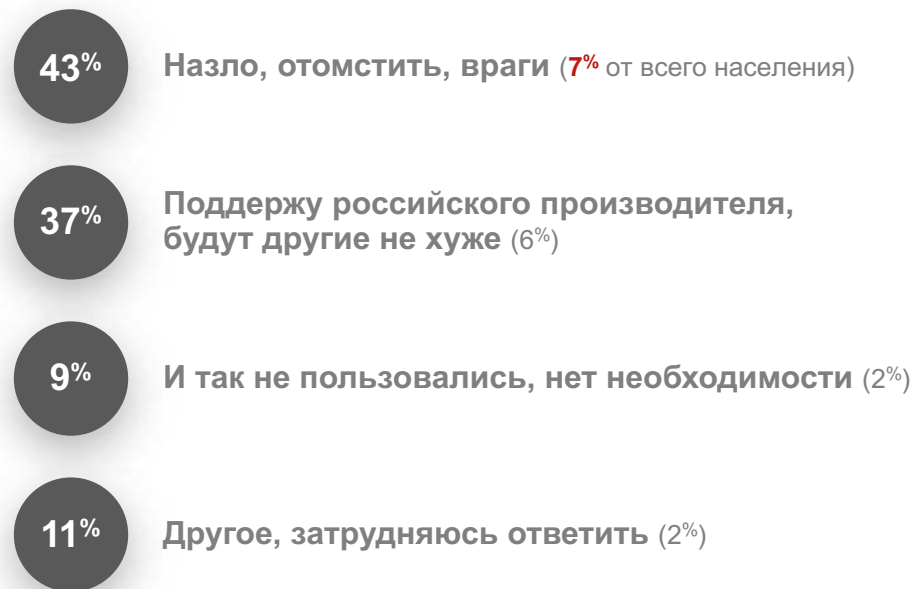 43% Назло, отомстить, враги (7% от всего населения)
37% Поддержу российского производителя,
будут другие не хуже (6%)
9% И так не пользовались, нет необходимости (2%)
11% Другое, затрудняюсь ответить (2%)